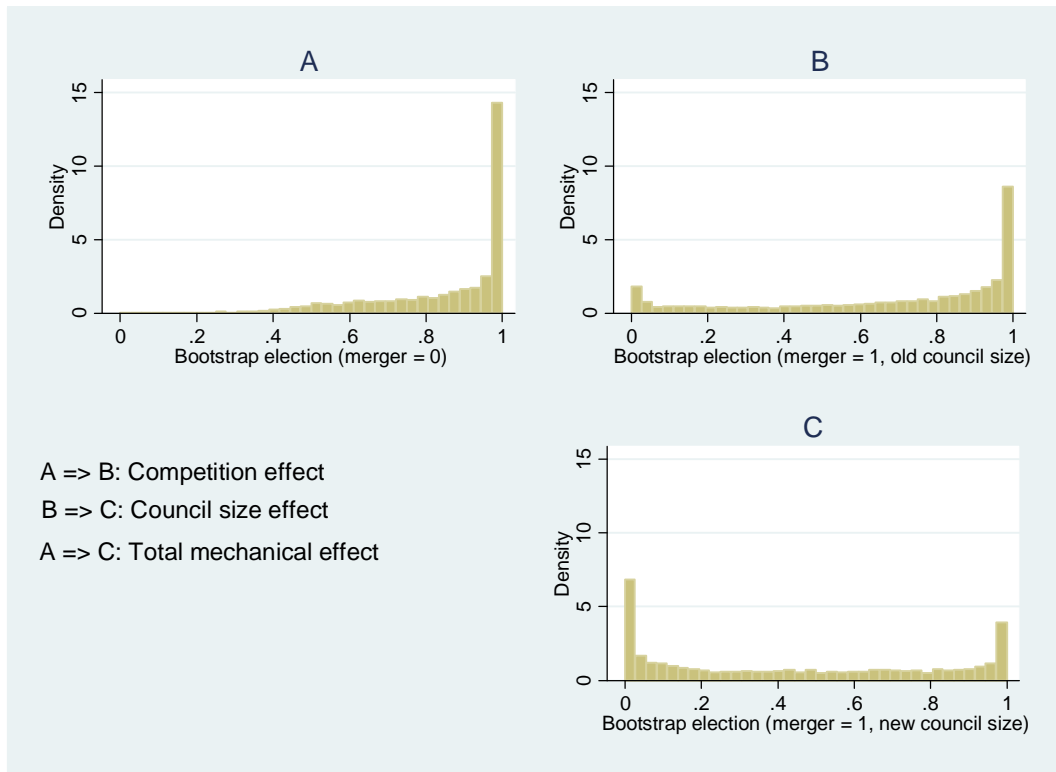 A
15
10
5
0
Density
0 .2 .4 .6 .8 1
Bootstrap election (merger = 0)
B
15
10
5
0
Density
0 .2 .4 .6 .8 1
Bootstrap election (merger = 1, old council size)
A => B: Competition effect
B => C: Council size effect
A => C: Total mechanical effect
C
15
10
5
0
Density
0 .2 .4 .6 .8 1
Bootstrap election (merger = 1, new council size)